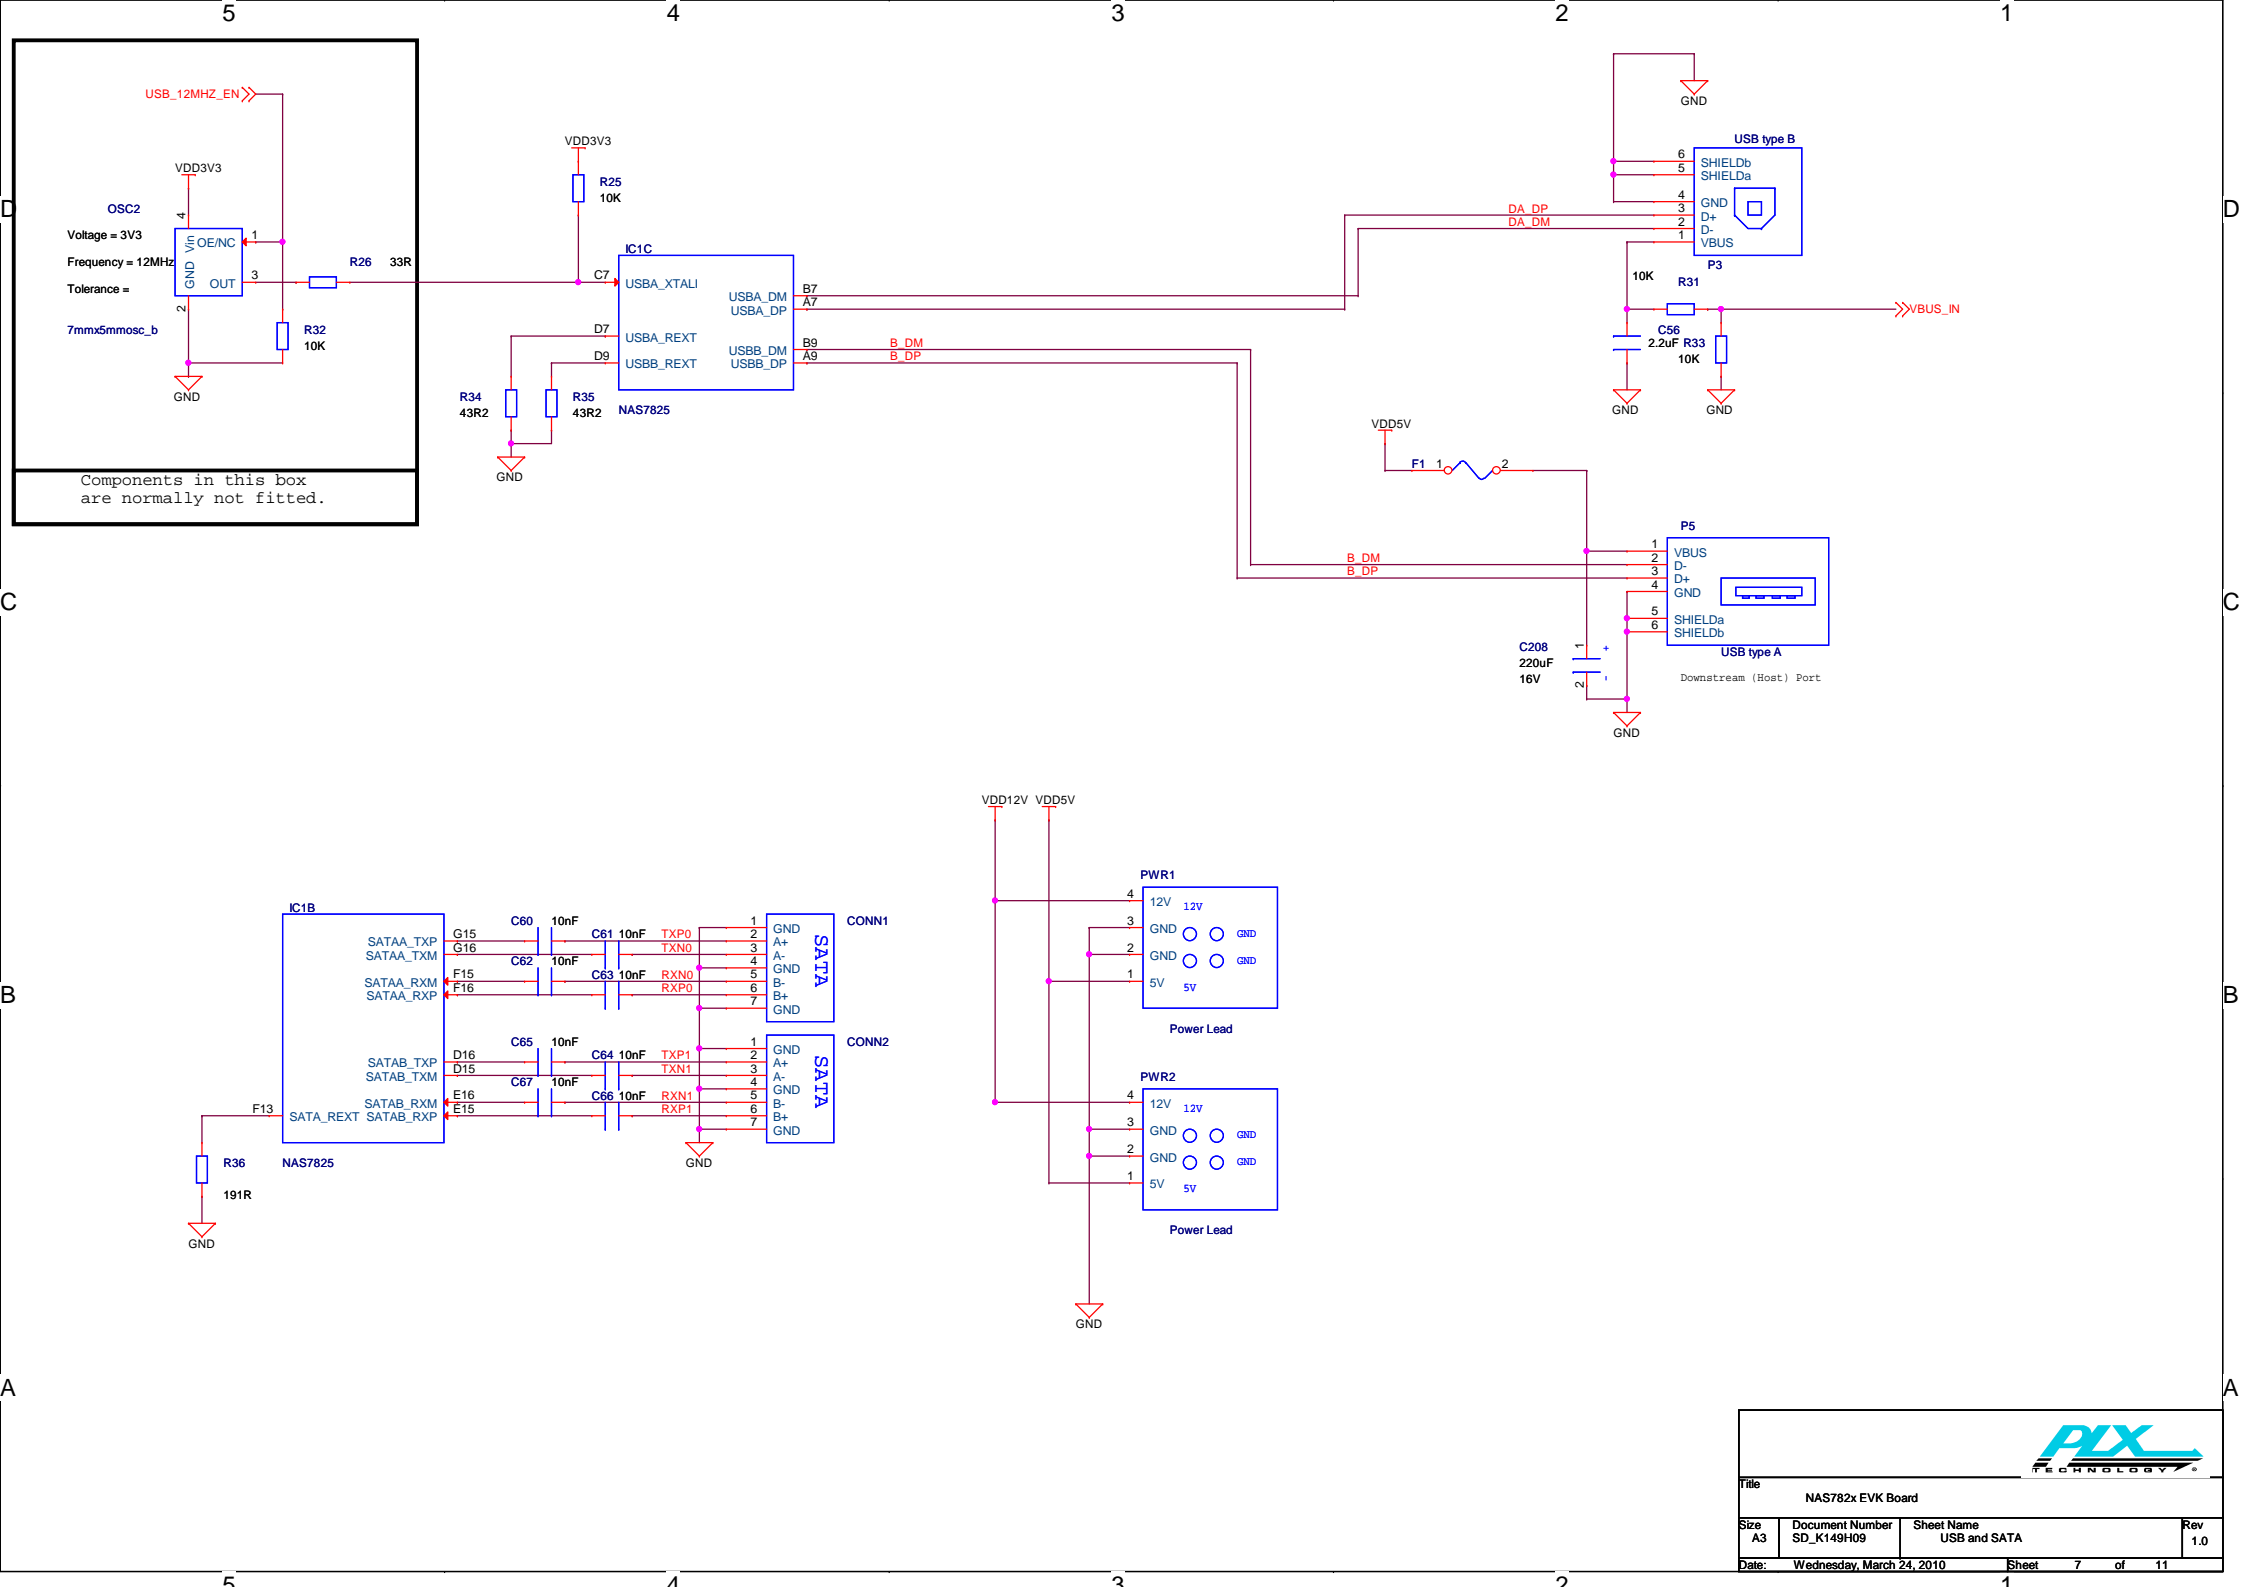 5 4 3 2 1
D
C
B
A
D
C
B
A
USB_12MHZ_EN
VDD3V3
OSC2
Voltage = 3V3
Frequency = 12MHz
Tolerance =
7mmx5mmosc_b
4
Vin
OE/NC
1
GND
OUT
3
2
R26 33R
R32
10K
GND
Components in this box
are normally not fitted.
VDD3V3
R25
10K
IC1C
C7 USBA_XTALI
D7 USBA_REXT
D9 USBB_REXT
USBA_DM B7
USBA_DP A7
USBB_DM B9
USBB_DP A9
B_DM
B_DP
NAS7825
R34
43R2
R35
43R2
GND
GND
USB type B
6 SHIELDb
5 SHIELDa
4 GND
3 D+
2 D-
1 VBUS
DA_DP
DA_DM
P3
10K
R31
VBUS_IN
C56
2.2uF
R33
10K
GND
GND
VDD5V
F1 1 2
P5
1 VBUS
2 D-
3 D+
4 GND
5 SHIELDa
6 SHIELDb
B_DM
B_DP
USB type A
Downstream (Host) Port
C208
220uF
16V
1
+
2
-
GND
IC1B
SATAA_TXP G15
SATAA_TXM G16
SATAA_RXM F15
SATAA_RXP F16
SATAB_TXP D16
SATAB_TXM D15
SATAB_RXM E16
SATAB_RXP E15
F13 SATA_REXT
NAS7825
R36
191R
GND
C60 10nF
C61 10nF
C62 10nF
C63 10nF
C65 10nF
C64 10nF
C67 10nF
C66 10nF
TXP0
TXN0
RXN0
RXP0
TXP1
TXN1
RXN1
RXP1
CONN1
1 GND
2 A+
3 A-
4 GND
5 B-
6 B+
7 GND
SATA
CONN2
1 GND
2 A+
3 A-
4 GND
5 B-
6 B+
7 GND
SATA
GND
VDD12V VDD5V
PWR1
4 12V 12V
3 GND GND
2 GND GND
1 5V 5V
Power Lead
PWR2
4 12V 12V
3 GND GND
2 GND GND
1 5V 5V
Power Lead
GND
PLX
TECHNOLOGY ®
Title
NAS782x EVK Board
Size
A3
Document Number
SD_K149H09
Sheet Name
USB and SATA
Rev
1.0
Date: Wednesday, March 24, 2010 Sheet 7 of 11
5 4 3 2 1